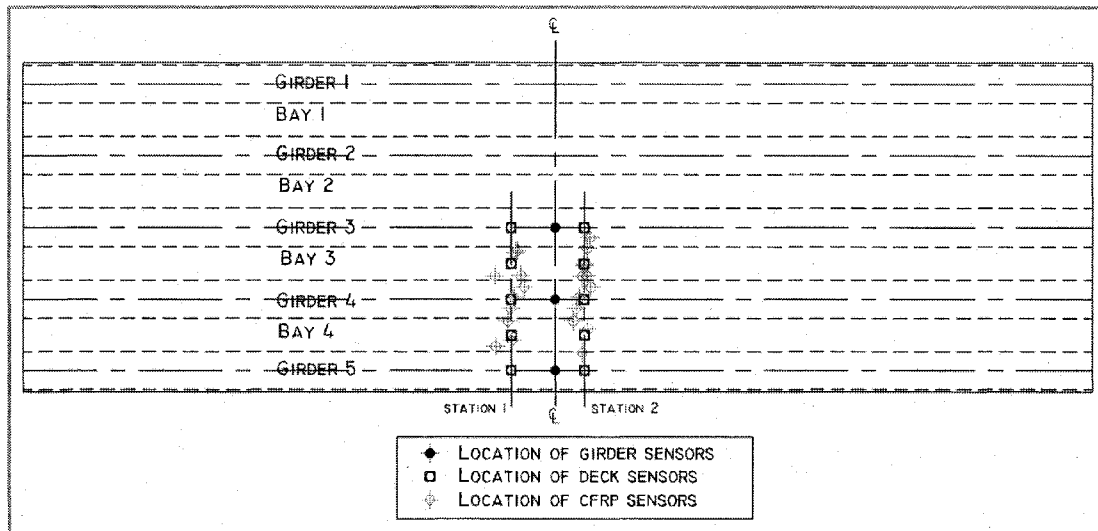 ℄
GIRDER 1
BAY 1
GIRDER 2
BAY 2
GIRDER 3
BAY 3
GIRDER 4
BAY 4
GIRDER 5
STATION 1 ℄ STATION 2
LOCATION OF GIRDER SENSORS
LOCATION OF DECK SENSORS
LOCATION OF CFRP SENSORS